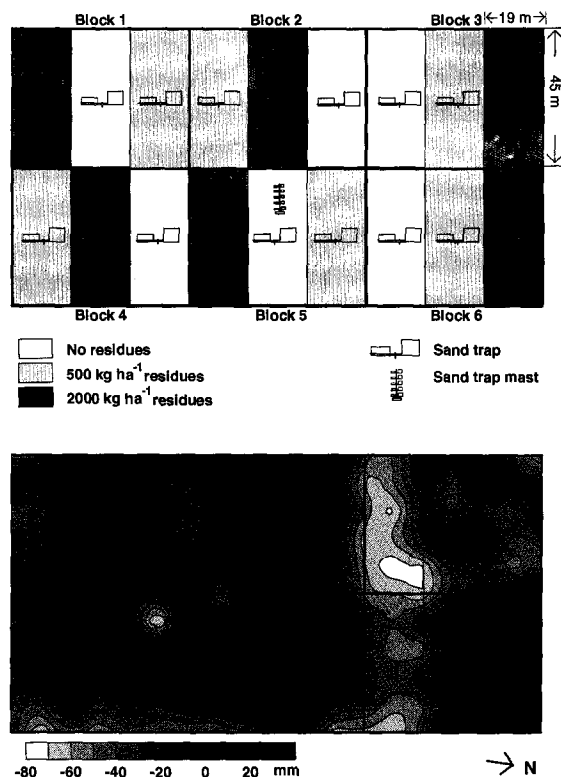 Block 1 Block 2 Block 3 19 m
45 m
Block 4 Block 5 Block 6
No residues
500 kg ha⁻¹ residues
2000 kg ha⁻¹ residues
Sand trap
Sand trap mast
-80 -60 -40 -20 0 20 mm
N